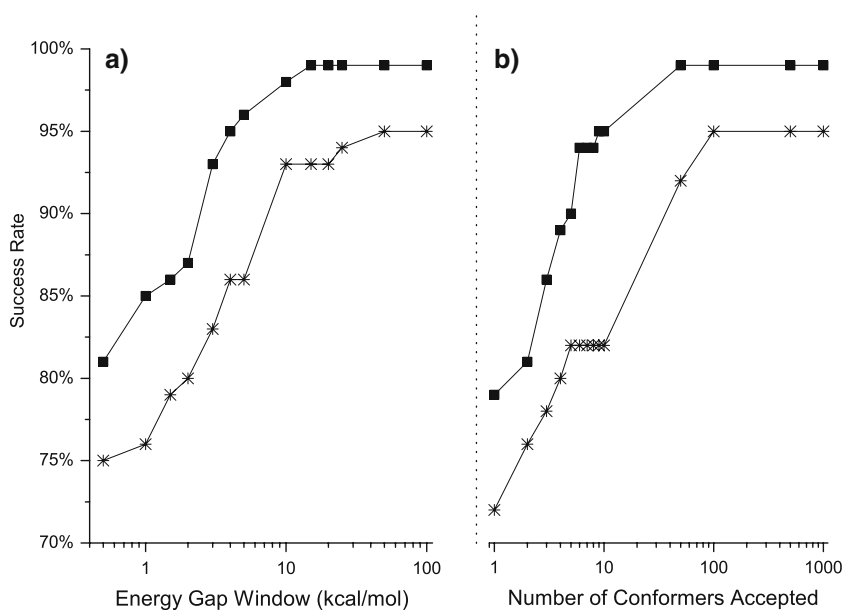 a)
b)
100%
95%
90%
85%
80%
75%
70%
Success Rate
1
10
100
1
10
100
1000
Energy Gap Window (kcal/mol)
Number of Conformers Accepted